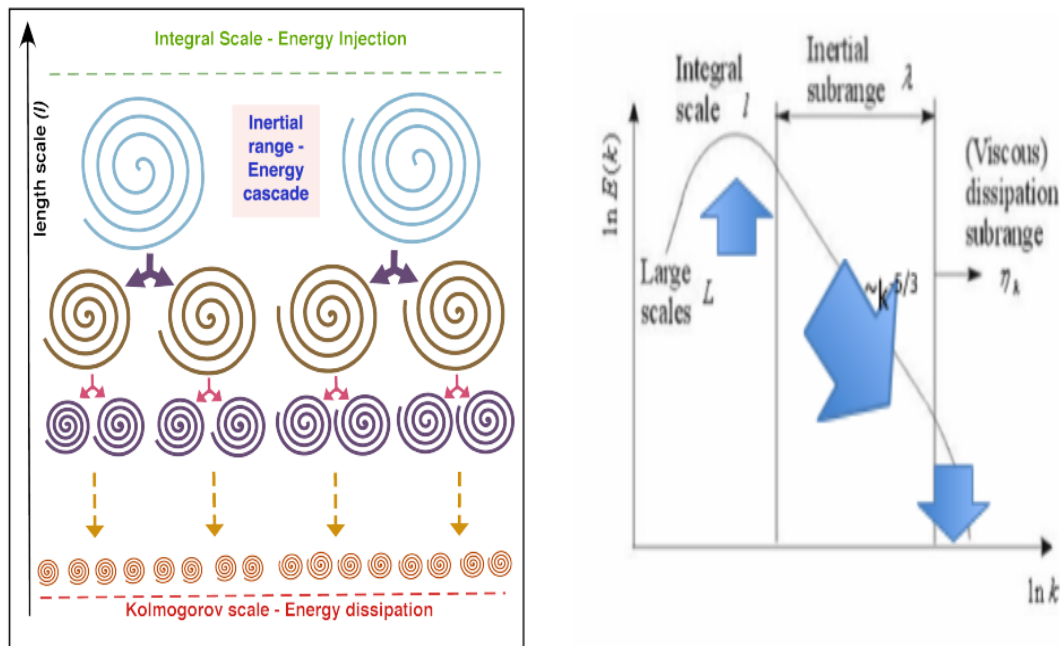 Integral Scale - Energy Injection
length scale (l)
Inertial
range -
Energy
cascade
Kolmogorov scale - Energy dissipation
ln E(k)
Integral
scale l
Inertial
subrange λ
(Viscous)
dissipation
subrange
η k
Large
scales L
~k-5/3
ln k